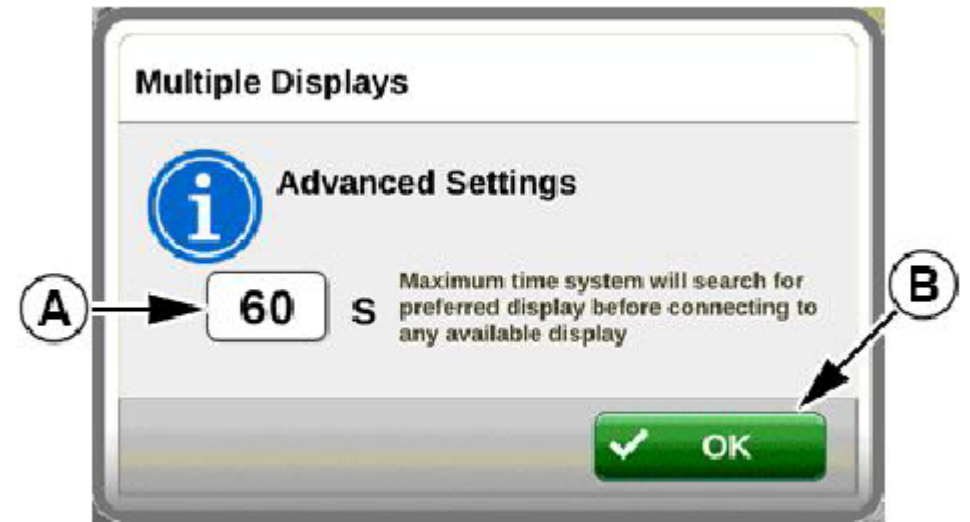 Multiple Displays
i
Advanced Settings
A
60 s
Maximum time system will search for
preferred display before connecting to
any available display
B
OK